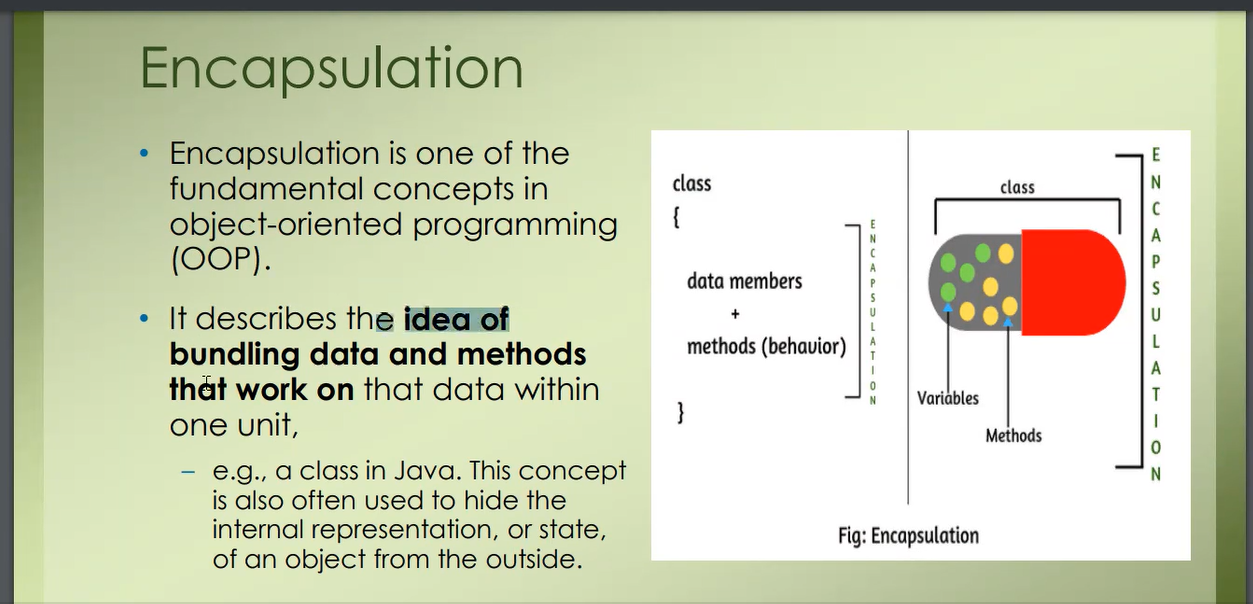 Encapsulation
• Encapsulation is one of the
fundamental concepts in
object-oriented programming
(OOP).
• It describes the idea of
bundling data and methods
that work on that data within
one unit,
– e.g., a class in Java. This concept
is also often used to hide the
internal representation, or state,
of an object from the outside.
class
{
data members
+
methods (behavior)
}
ENCAPSULATION
class
Variables
Methods
ENCAPSULATION
Fig: Encapsulation